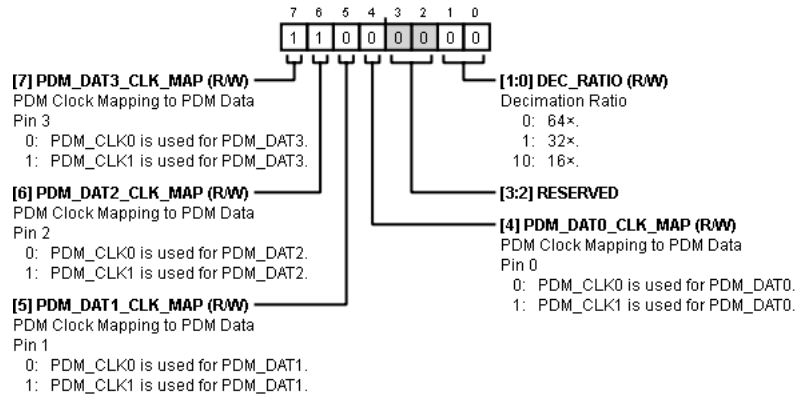 7 6 5 4 3 2 1 0
1 1 0 0 0 0 0 0
[7] PDM_DAT3_CLK_MAP (R/W)
PDM Clock Mapping to PDM Data
Pin 3
0: PDM_CLK0 is used for PDM_DAT3.
1: PDM_CLK1 is used for PDM_DAT3.
[6] PDM_DAT2_CLK_MAP (R/W)
PDM Clock Mapping to PDM Data
Pin 2
0: PDM_CLK0 is used for PDM_DAT2.
1: PDM_CLK1 is used for PDM_DAT2.
[5] PDM_DAT1_CLK_MAP (R/W)
PDM Clock Mapping to PDM Data
Pin 1
0: PDM_CLK0 is used for PDM_DAT1.
1: PDM_CLK1 is used for PDM_DAT1.
[1:0] DEC_RATIO (R/W)
Decimation Ratio
0: 64×.
1: 32×.
10: 16×.
[3:2] RESERVED
[4] PDM_DAT0_CLK_MAP (R/W)
PDM Clock Mapping to PDM Data
Pin 0
0: PDM_CLK0 is used for PDM_DAT0.
1: PDM_CLK1 is used for PDM_DAT0.